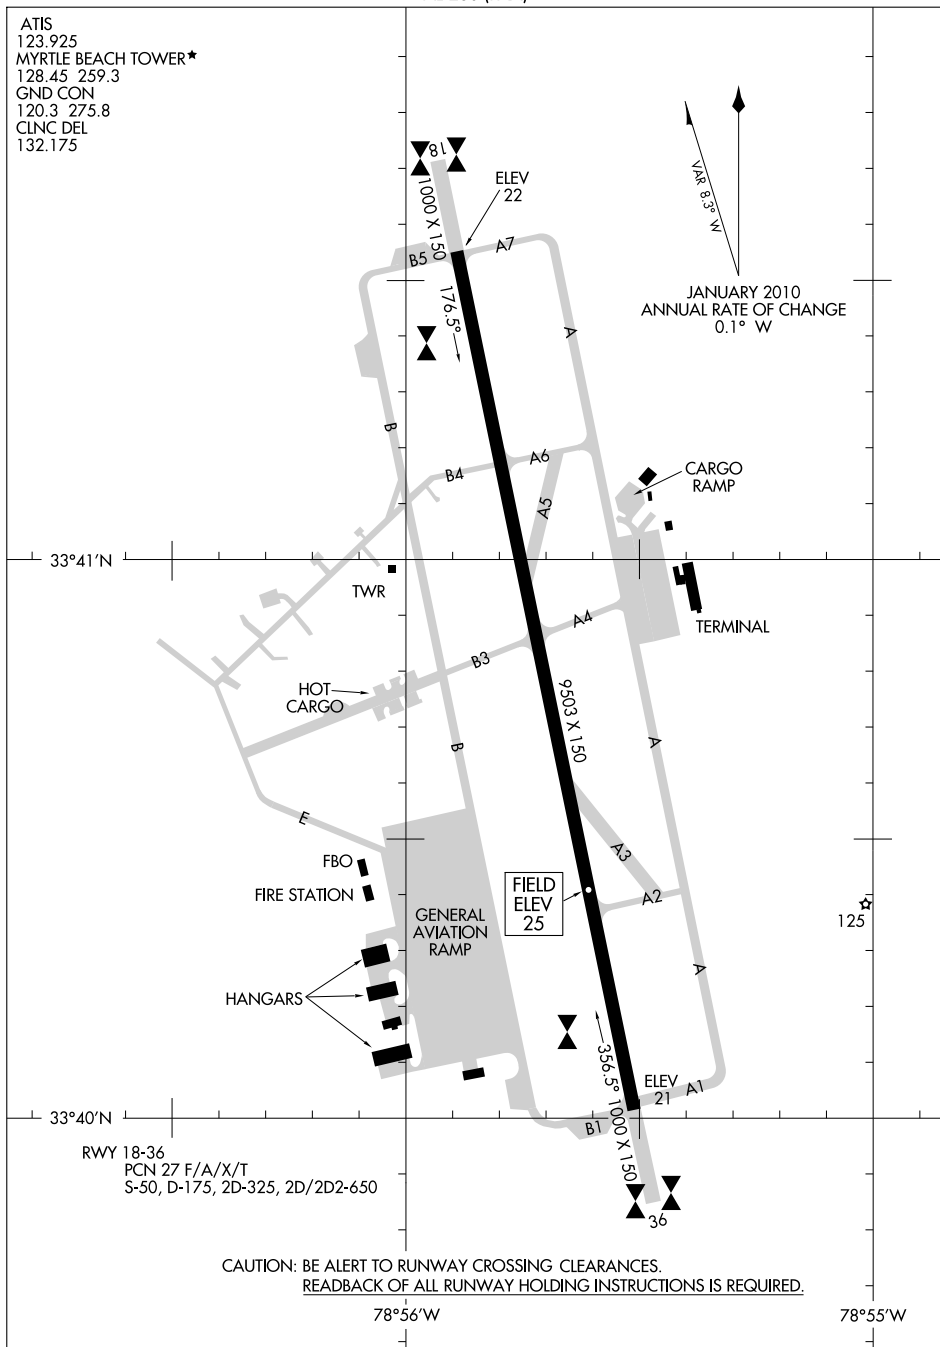 ATIS
123.925
MYRTLE BEACH TOWER★
128.45 259.3
GND CON
120.3 275.8
CLNC DEL
132.175
18
1000 X 150
ELEV
22
VAR 8.3° W
JANUARY 2010
ANNUAL RATE OF CHANGE
0.1° W
B5
A7
176.5°
A
B
B4
A6
A5
CARGO
RAMP
33°41'N
TWR
TERMINAL
A4
B3
HOT
CARGO
9503 X 150
A
B
E
A3
FBO
FIRE STATION
FIELD
ELEV
25
A2
125
GENERAL
AVIATION
RAMP
A
HANGARS
356.5°
ELEV
21
A1
33°40'N
B1
1000 X 150
36
RWY 18-36
PCN 27 F/A/X/T
S-50, D-175, 2D-325, 2D/2D2-650
CAUTION: BE ALERT TO RUNWAY CROSSING CLEARANCES.
READBACK OF ALL RUNWAY HOLDING INSTRUCTIONS IS REQUIRED.
78°56'W
78°55'W